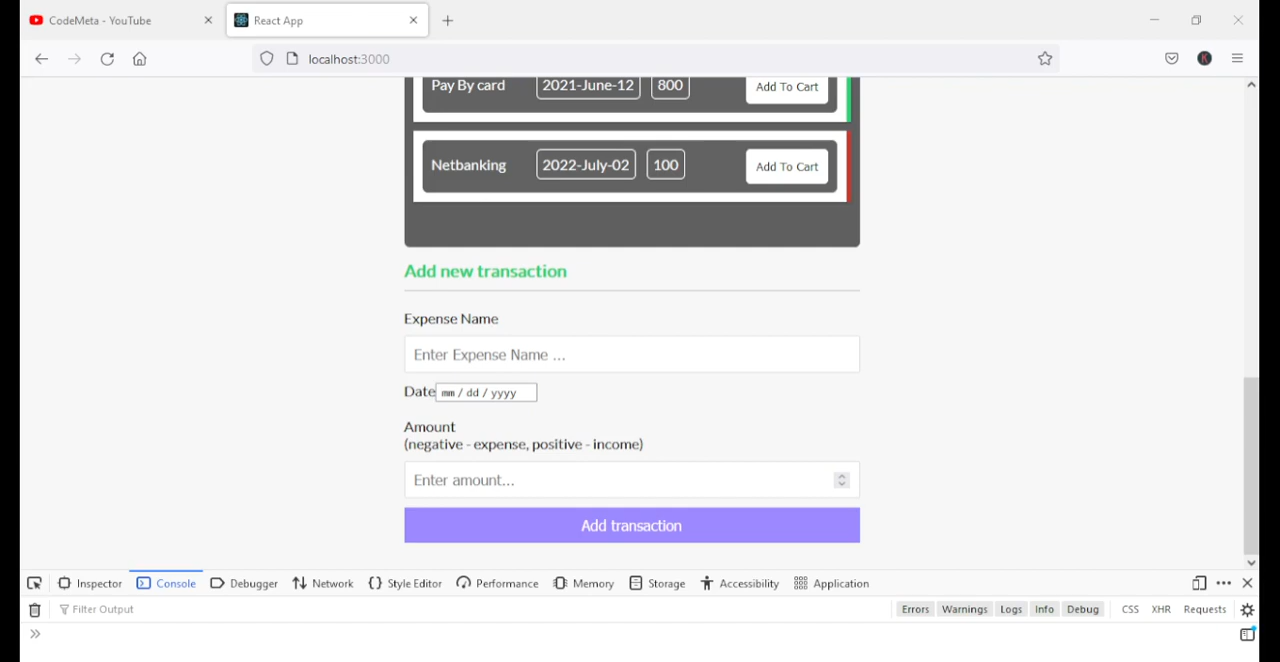 CodeMeta - YouTube
React App
localhost:3000
K
Pay By card 2021-June-12 800 Add To Cart
Netbanking 2022-July-02 100 Add To Cart
Add new transaction
Expense Name
Enter Expense Name ...
Date mm / dd / yyyy
Amount
(negative - expense, positive - income)
Enter amount...
Add transaction
Inspector Console Debugger Network Style Editor Performance Memory Storage Accessibility Application
Filter Output Errors Warnings Logs Info Debug CSS XHR Requests